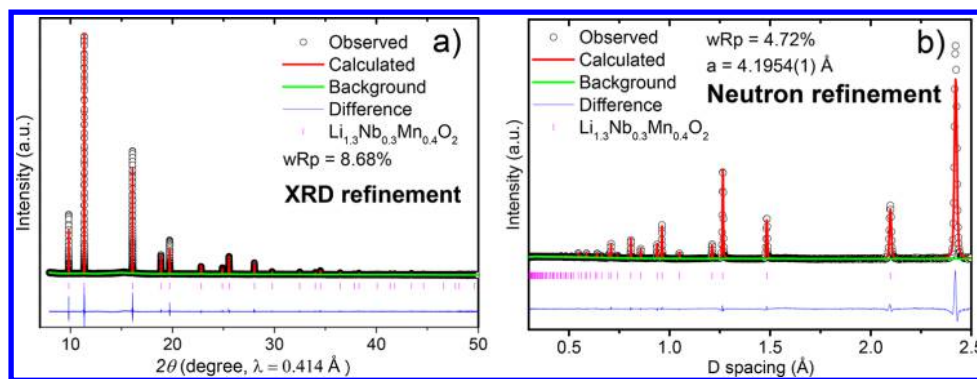 a)
Observed
Calculated
Background
Difference
Li1.3Nb0.3Mn0.4O2
wRp = 8.68%
XRD refinement
Intensity (a.u.)
10 20 30 40 50
2θ (degree, λ = 0.414 Å)
b)
Observed
Calculated
Background
Difference
Li1.3Nb0.3Mn0.4O2
wRp = 4.72%
a = 4.1954(1) Å
Neutron refinement
Intensity (a.u.)
0.5 1.0 1.5 2.0 2.5
D spacing (Å)